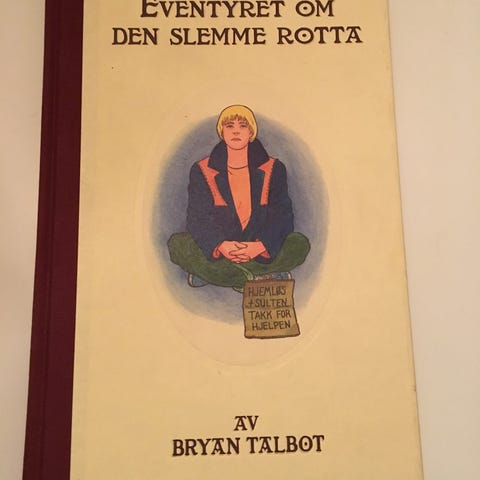 EVENTYRET OM
DEN SLEMME ROTTA
HJEMLØS
+ SULTEN
TAKK FOR
HJELPEN
AV
BRYAN TALBOT